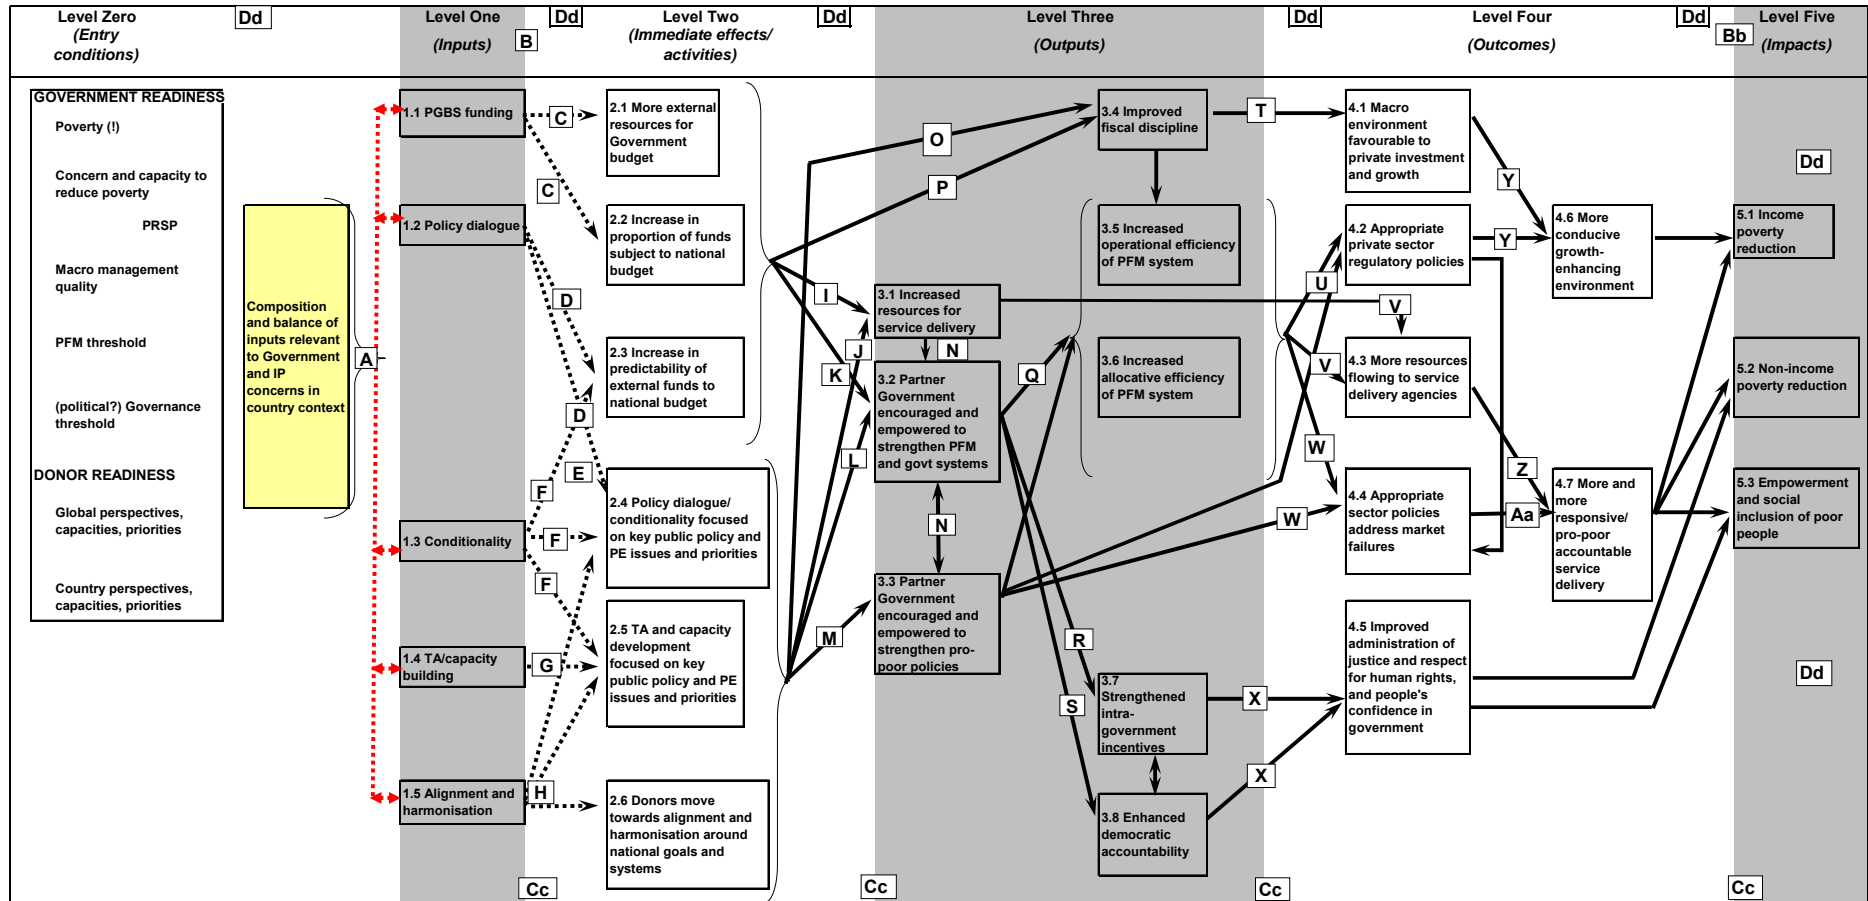 Level Zero
(Entry
conditions)
Dd
Level One
(Inputs)
B
Dd
Level Two
(Immediate effects/
activities)
Dd
Level Three
(Outputs)
Dd
Level Four
(Outcomes)
Dd
Bb
Level Five
(Impacts)
GOVERNMENT READINESS
Poverty (!)
Concern and capacity to
reduce poverty
PRSP
Macro management
quality
PFM threshold
(political?) Governance
threshold
DONOR READINESS
Global perspectives,
capacities, priorities
Country perspectives,
capacities, priorities
Composition
and balance of
inputs relevant
to Government
and IP
concerns in
country context
A
1.1 PGBS funding
1.2 Policy dialogue
1.3 Conditionality
1.4 TA/capacity
building
1.5 Alignment and
harmonisation
C
C
D
D
E
F
F
F
G
H
Cc
2.1 More external
resources for
Government
budget
2.2 Increase in
proportion of funds
subject to national
budget
2.3 Increase in
predictability of
external funds to
national budget
2.4 Policy dialogue/
conditionality focused
on key public policy and
PE issues and priorities
2.5 TA and capacity
development
focused on key
public policy and PE
issues and priorities
2.6 Donors move
towards alignment and
harmonisation around
national goals and
systems
O
P
I
J
K
L
M
Cc
3.1 Increased
resources for
service delivery
N
3.2 Partner
Government
encouraged and
empowered to
strengthen PFM
and govt systems
N
3.3 Partner
Government
encouraged and
empowered to
strengthen pro-
poor policies
Q
R
S
3.4 Improved
fiscal discipline
3.5 Increased
operational efficiency
of PFM system
3.6 Increased
allocative efficiency
of PFM system
3.7
Strengthened
intra-
government
incentives
3.8 Enhanced
democratic
accountability
T
U
V
V
W
W
X
X
Cc
4.1 Macro
environment
favourable to
private investment
and growth
4.2 Appropriate
private sector
regulatory policies
4.3 More resources
flowing to service
delivery agencies
4.4 Appropriate
sector policies
address market
failures
4.5 Improved
administration of
justice and respect
for human rights,
and people's
confidence in
government
Y
Y
Z
Aa
4.6 More
conducive
growth-
enhancing
environment
4.7 More and
more
responsive/
pro-poor
accountable
service
delivery
Dd
5.1 Income
poverty
reduction
5.2 Non-income
poverty reduction
5.3 Empowerment
and social
inclusion of poor
people
Dd
Cc